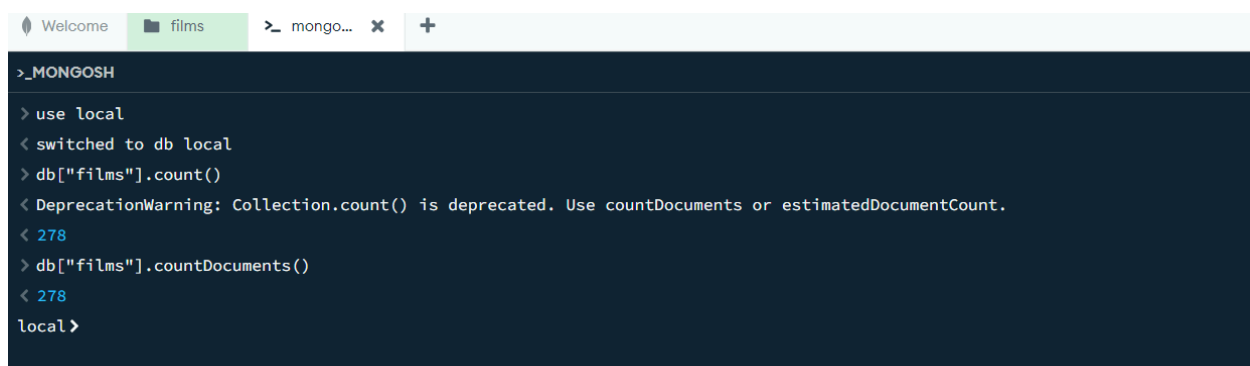 Welcome films >_ mongo... × +
>_MONGOSH
> use local
< switched to db local
> db["films"].count()
< DeprecationWarning: Collection.count() is deprecated. Use countDocuments or estimatedDocumentCount.
< 278
> db["films"].countDocuments()
< 278
local>